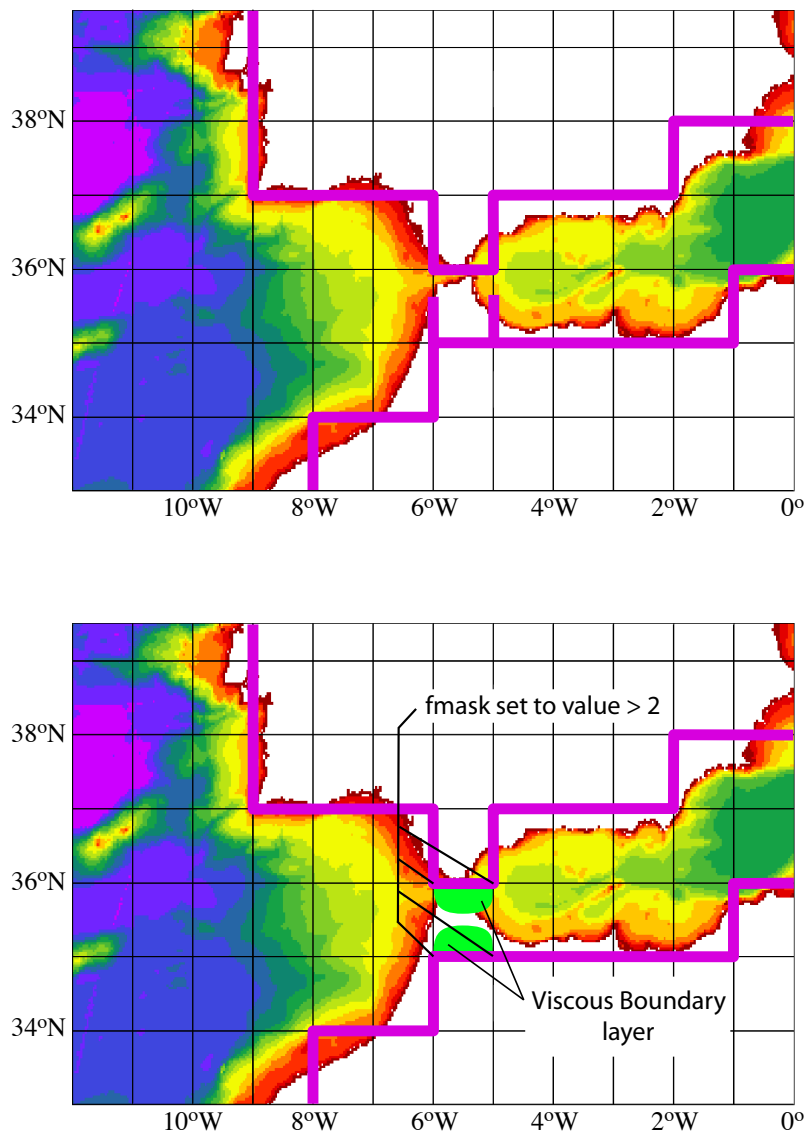 38ºN
36ºN
34ºN
10ºW 8ºW 6ºW 4ºW 2ºW 0º
fmask set to value > 2
38ºN
36ºN
34ºN
Viscous Boundary
layer
10ºW 8ºW 6ºW 4ºW 2ºW 0º